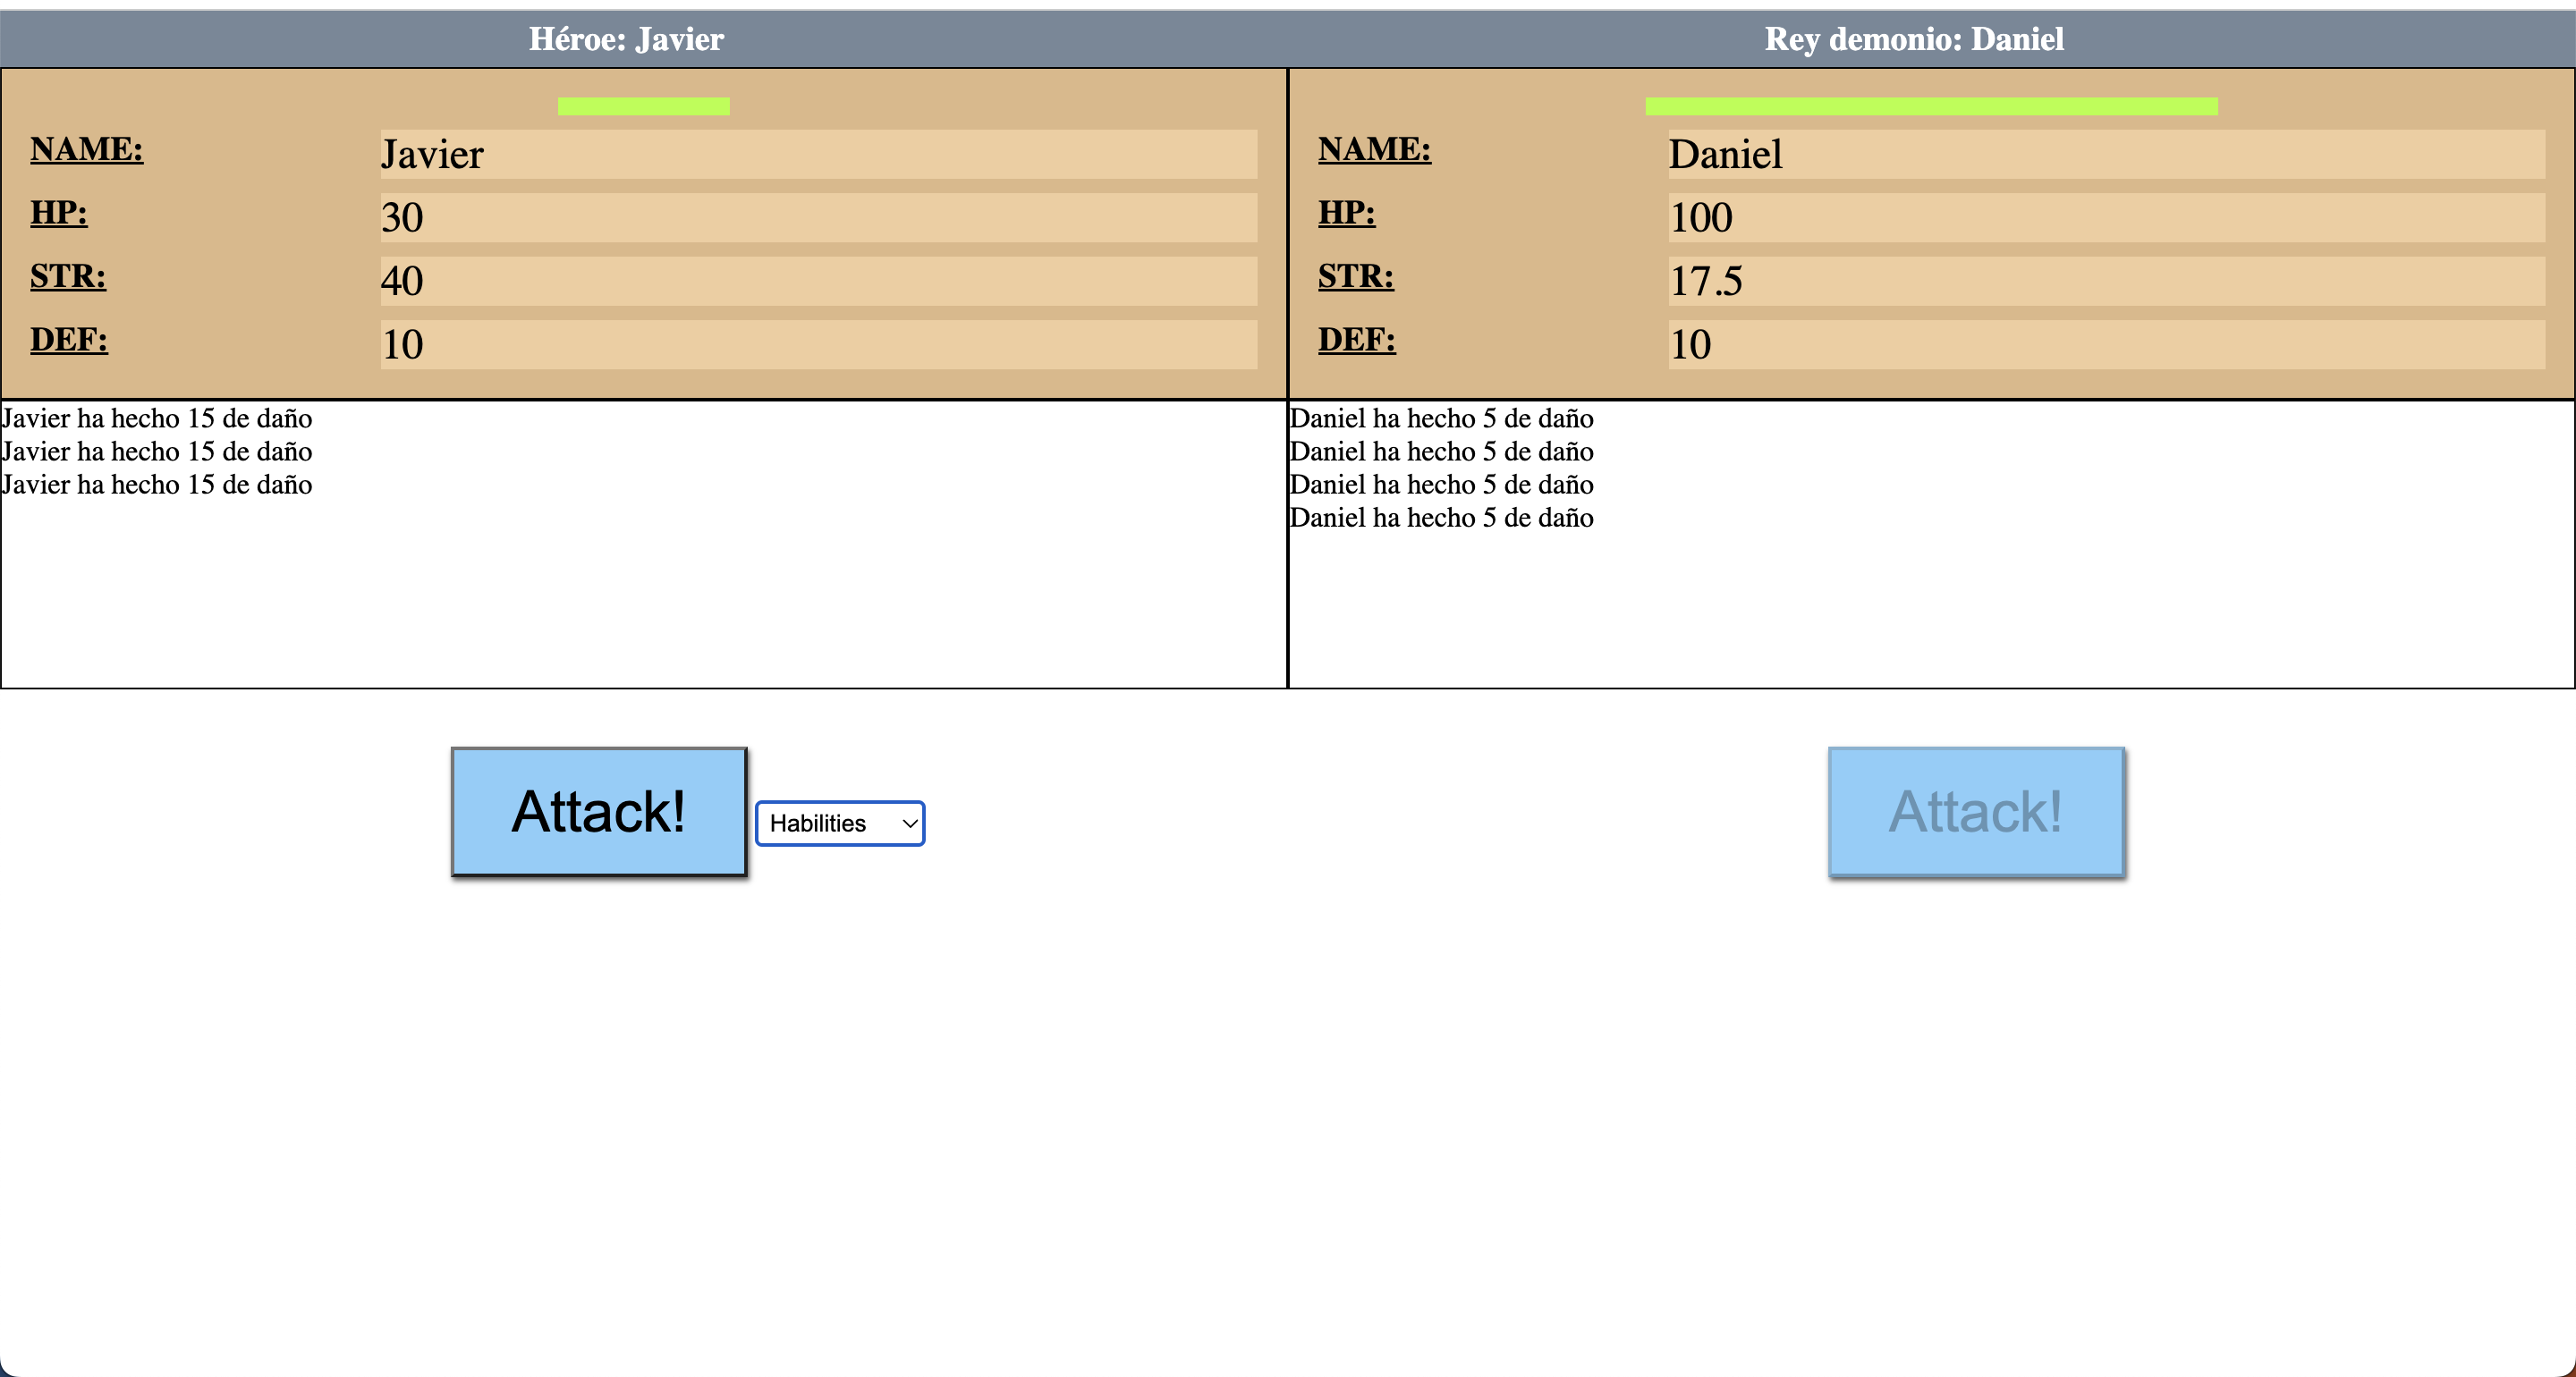 Héroe: Javier
Rey demonio: Daniel
NAME: Javier
HP: 30
STR: 40
DEF: 10
NAME: Daniel
HP: 100
STR: 17.5
DEF: 10
Javier ha hecho 15 de daño
Javier ha hecho 15 de daño
Javier ha hecho 15 de daño
Daniel ha hecho 5 de daño
Daniel ha hecho 5 de daño
Daniel ha hecho 5 de daño
Daniel ha hecho 5 de daño
Attack!
Habilities
Attack!